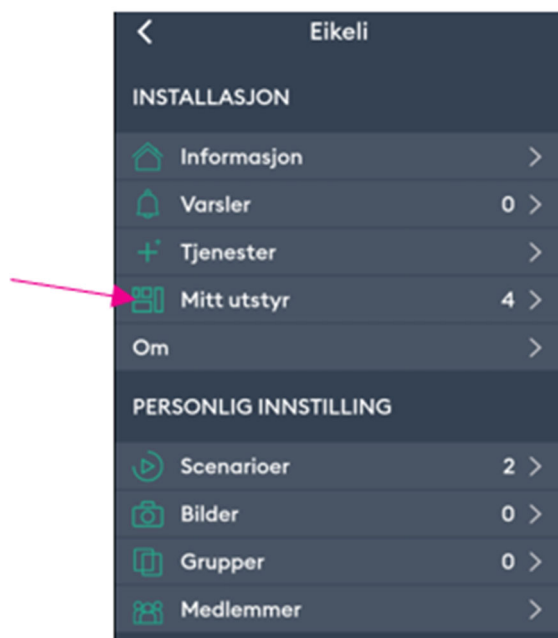 Eikeli
INSTALLASJON
Informasjon
Varsler 0
Tjenester
Mitt utstyr 4
Om
PERSONLIG INNSTILLING
Scenarioer 2
Bilder 0
Grupper 0
Medlemmer